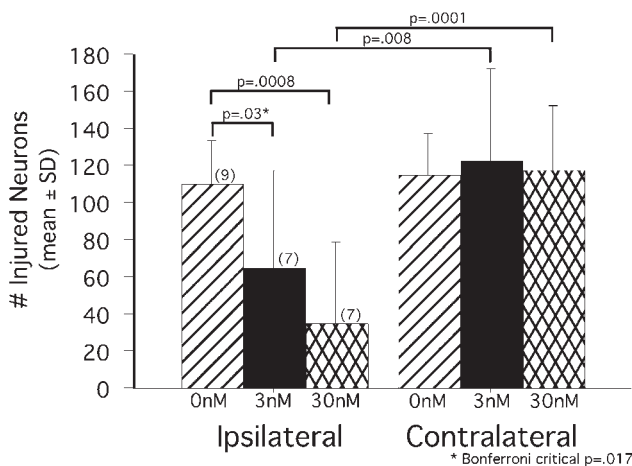 p=.0001
p=.008
p=.0008
p=.03*
180
160
140
120
100
80
60
40
20
0
# Injured Neurons
(mean ± SD)
(9)
(7)
(7)
0nM 3nM 30nM 0nM 3nM 30nM
Ipsilateral Contralateral
* Bonferroni critical p=.017